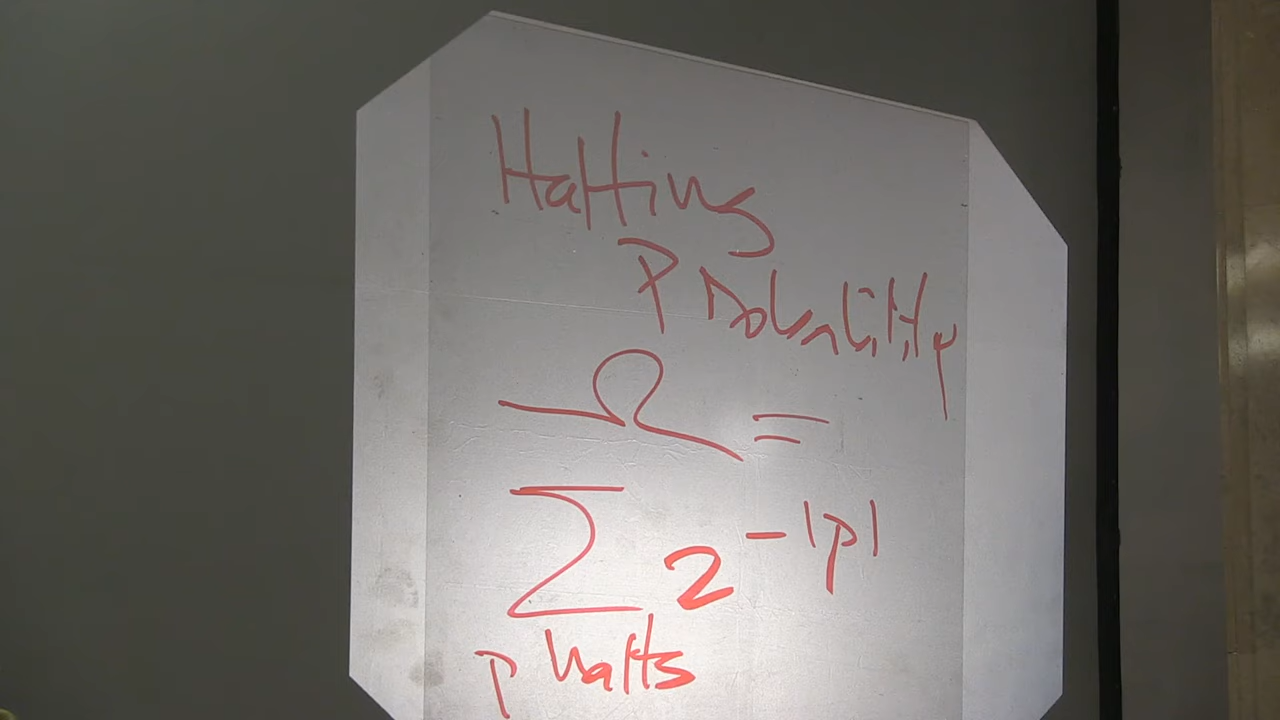 Halting
Probability
Ω =
∑ 2^-|p|
p halts